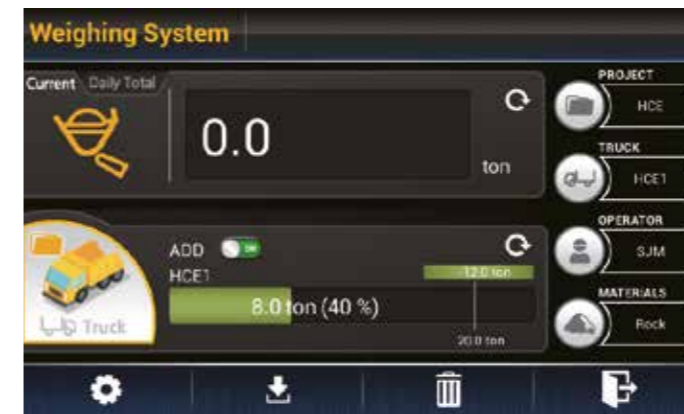 Weighing System
Current Daily Total
0.0
ton
PROJECT
HCE
TRUCK
HCE1
ADD ON
HCE1
-12.0 ton
8.0 ton (40 %)
20.0 ton
Truck
OPERATOR
SJM
MATERIALS
Rock